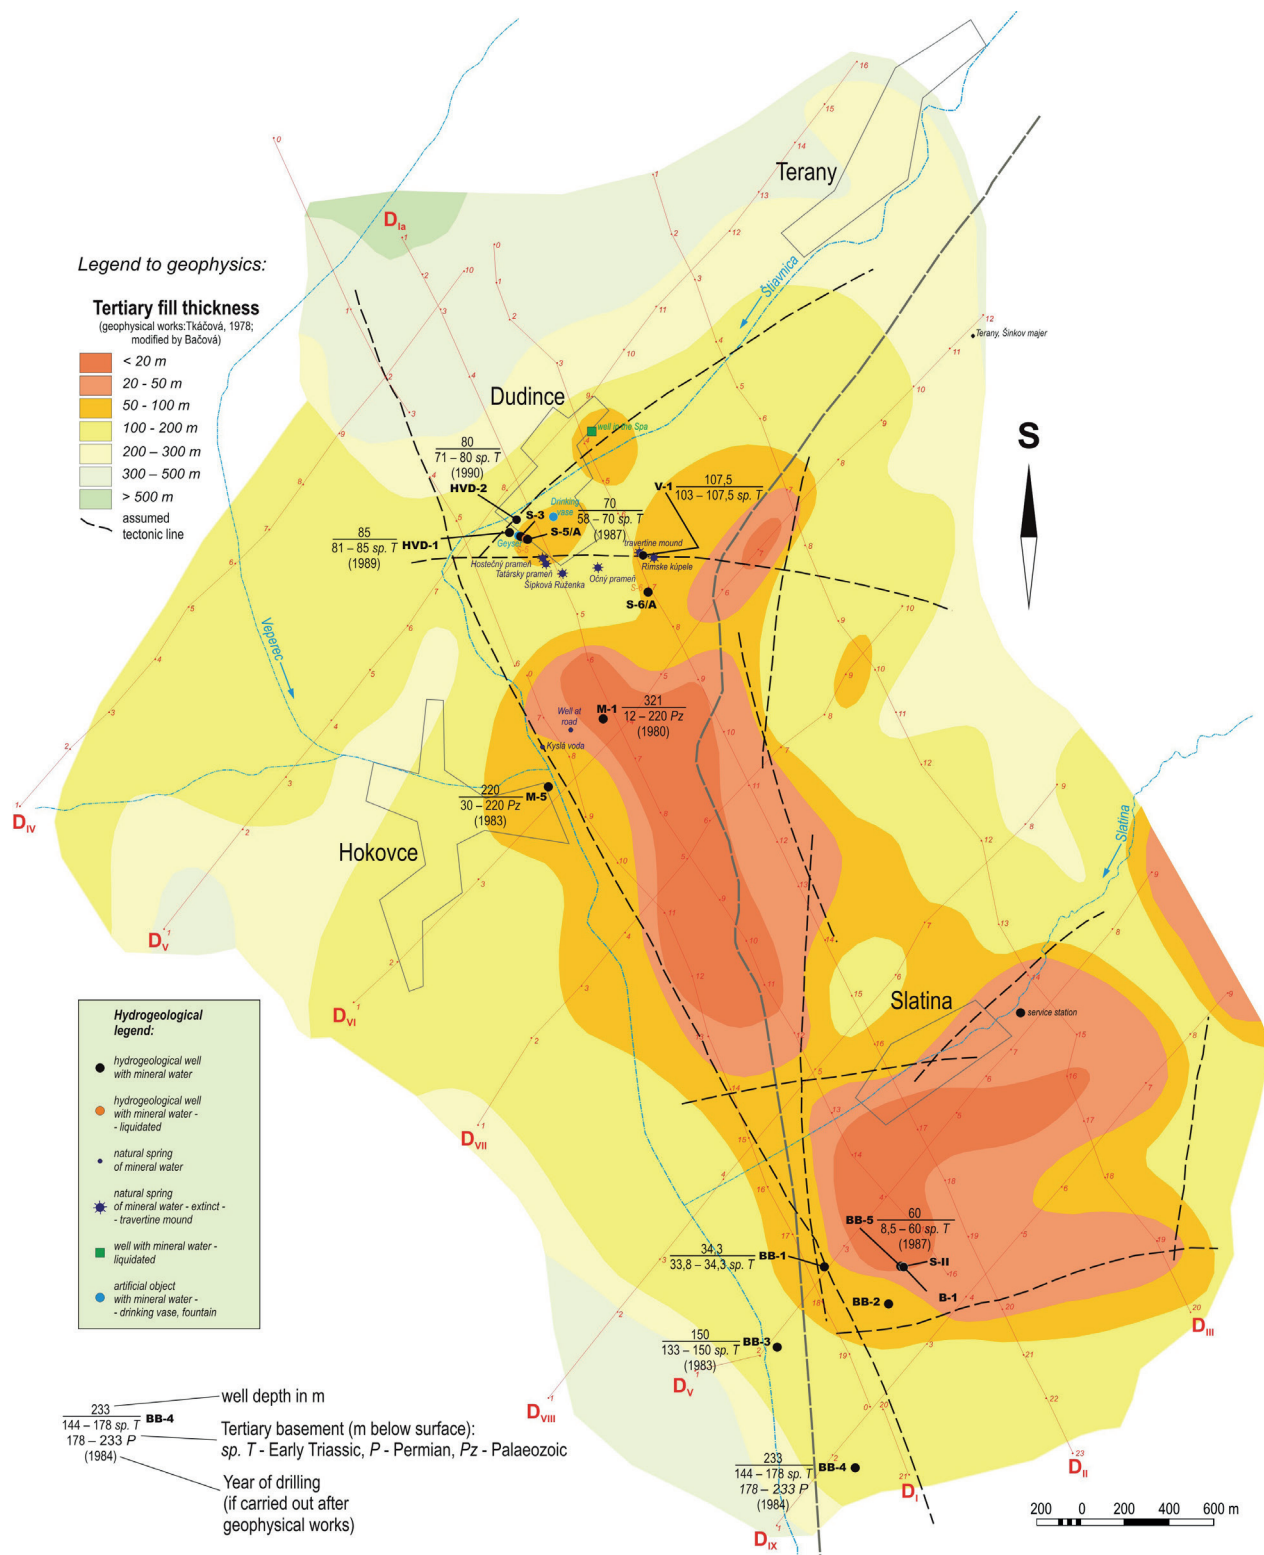 Terany
D Ia
Legend to geophysics:
Tertiary fill thickness
(geophysical works:Tkáčová, 1978;
modified by Bačová)
< 20 m
20 - 50 m
50 - 100 m
100 - 200 m
200 – 300 m
300 – 500 m
> 500 m
assumed
tectonic line
Štiavnica
Terany, Šinkov majer
Dudince
well in the Spa
S
80
71 – 80 sp. T
(1990)
HVD-2
S-3
Drinking
vase
70
58 – 70 sp. T
(1987)
S-5/A
V-1
107,5
103 – 107,5 sp. T
85
81 – 85 sp. T
(1989)
HVD-1
Geyser
travertine mound
Rímske kúpele
Hostečný prameň
Tatársky prameň
Šípková Ruženka
Očný prameň
S-6
S-6/A
Veperec
Well at
road
Kyslá voda
M-1
321
12 – 220 Pz
(1980)
220
30 – 220 Pz
(1983)
M-5
D IV
Hokovce
Slatina
D V
D VI
Slatina
service station
Hydrogeological
legend:
hydrogeological well
with mineral water
hydrogeological well
with mineral water -
- liquidated
natural spring
of mineral water
natural spring
of mineral water - extinct -
- travertine mound
well with mineral water -
liquidated
artificial object
with mineral water -
- drinking vase, fountain
D VII
BB-5
60
8,5 – 60 sp. T
(1987)
34,3
33,8 – 34,3 sp. T
BB-1
S-II
B-1
BB-2
D III
150
133 – 150 sp. T
(1983)
BB-3
D V
D VIII
233
144 – 178 sp. T
178 – 233 P
(1984)
BB-4
well depth in m
Tertiary basement (m below surface):
sp. T - Early Triassic, P - Permian, Pz - Palaeozoic
Year of drilling
(if carried out after
geophysical works)
233
144 – 178 sp. T
178 – 233 P
(1984)
BB-4
D I
D II
D IX
200 0 200 400 600 m